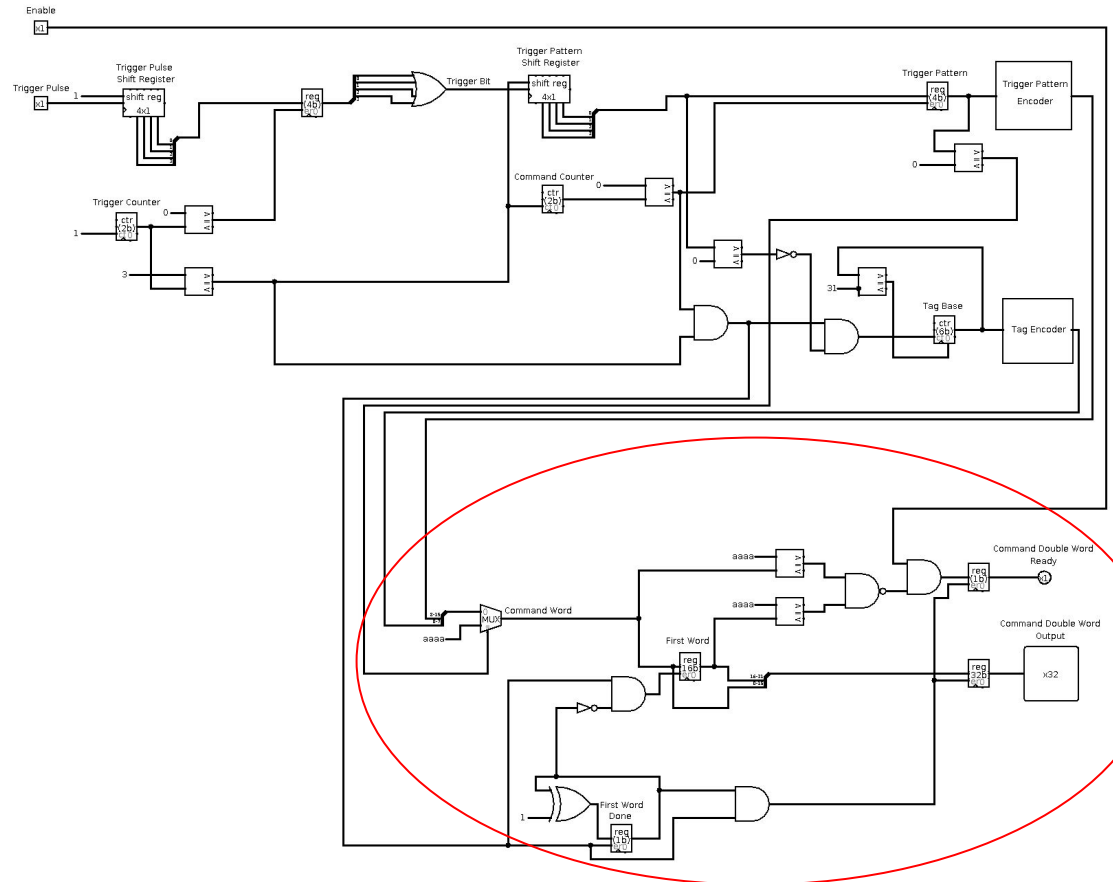 Enable
x1
Trigger Pulse
Shift Register
Trigger Pulse
x1
1
shift reg
4x1
reg
(4b)
Trigger Bit
Trigger Pattern
Shift Register
shift reg
4x1
Trigger Pattern
reg
(4b)
Trigger Pattern
Encoder
0
Trigger Counter
ctr
(2b)
1
0
3
Command Counter
ctr
(2b)
0
0
31
Tag Base
ctr
(6b)
Tag Encoder
0
MUX
aaaa
Command Word
aaaa
aaaa
First Word
reg
16b
16-31
Command Double Word
Ready
reg
(1b)
x1
Command Double Word
Output
reg
32b
x32
1
First Word
Done
reg
(1b)